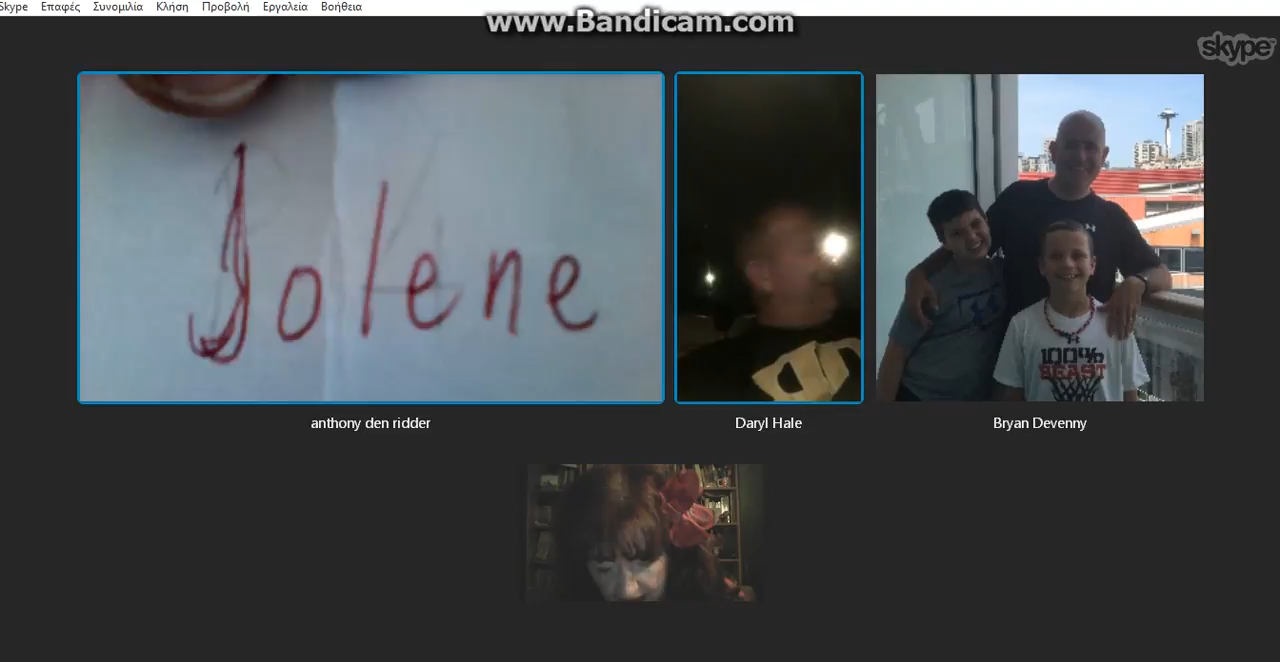 Skype Επαφές Συνομιλία Κλήση Προβολή Εργαλεία Βοήθεια
www.Bandicam.com
skype
Jolene
100%
BEAST
anthony den ridder
Daryl Hale
Bryan Devenny